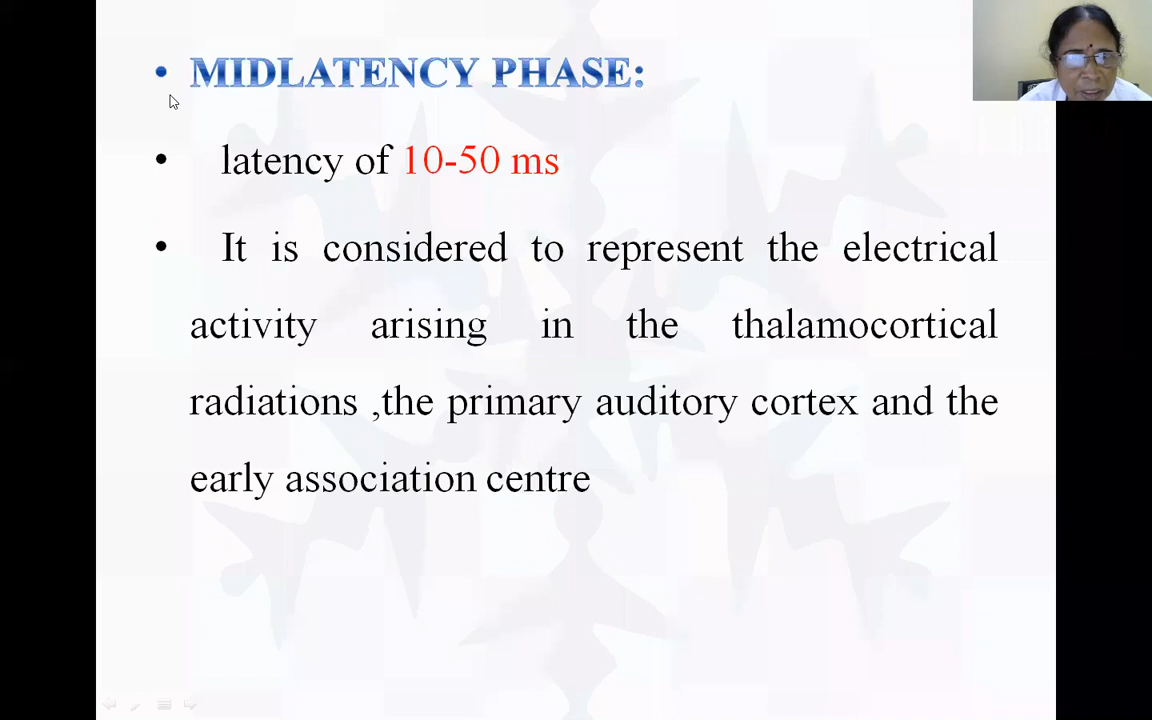 • MIDLATENCY PHASE:
• latency of 10-50 ms
• It is considered to represent the electrical
activity arising in the thalamocortical
radiations ,the primary auditory cortex and the
early association centre